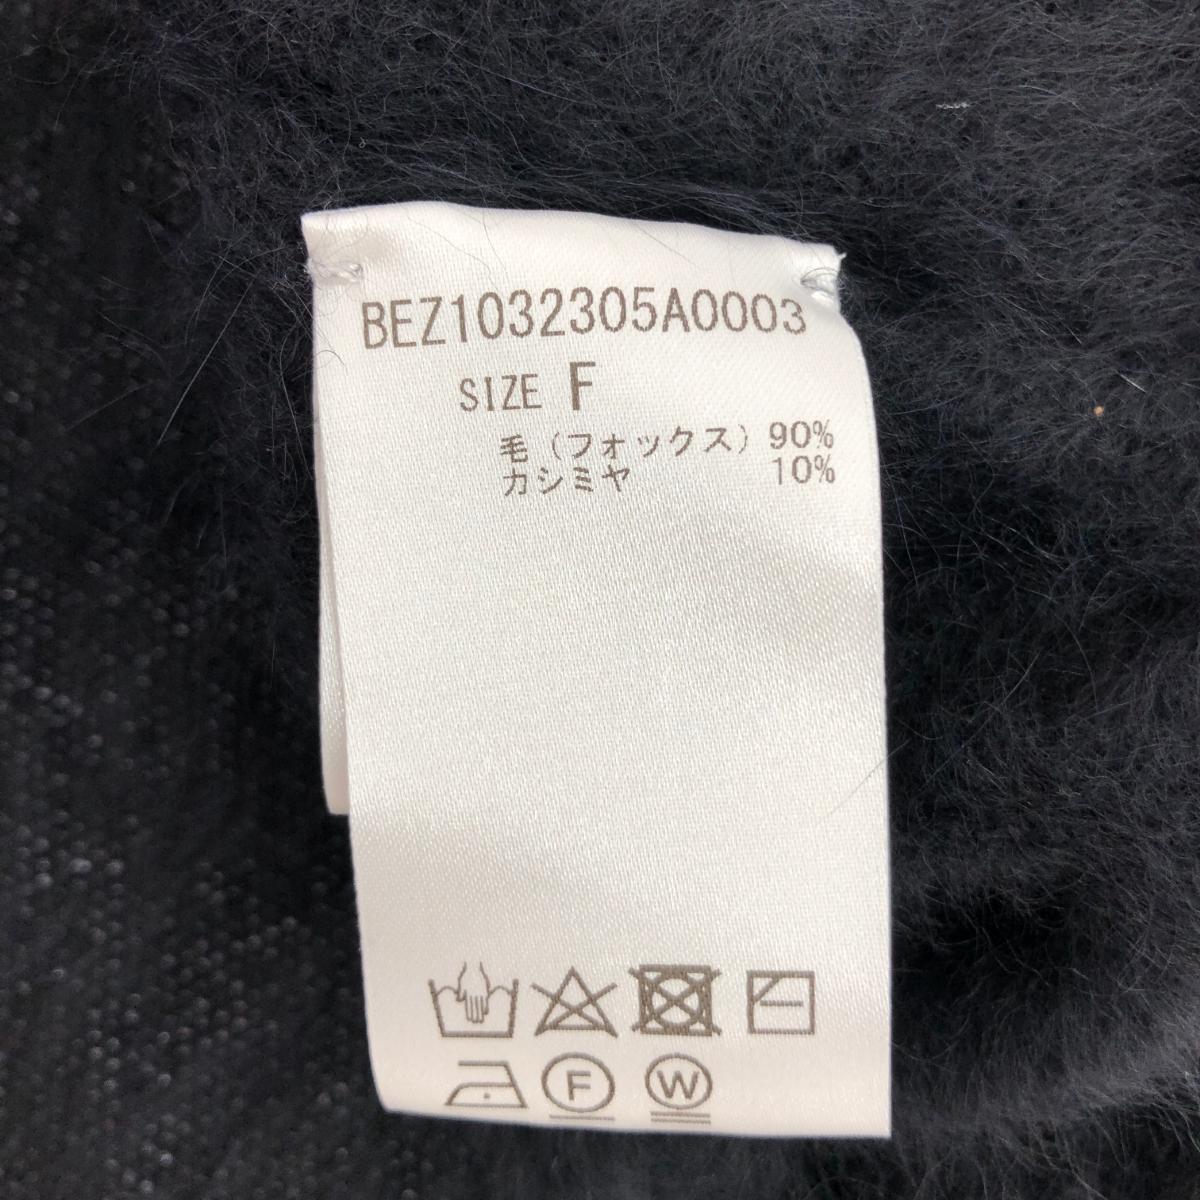 BEZ1032305A0003
SIZE F
毛（フォックス）90%
カシミヤ 10%
F W